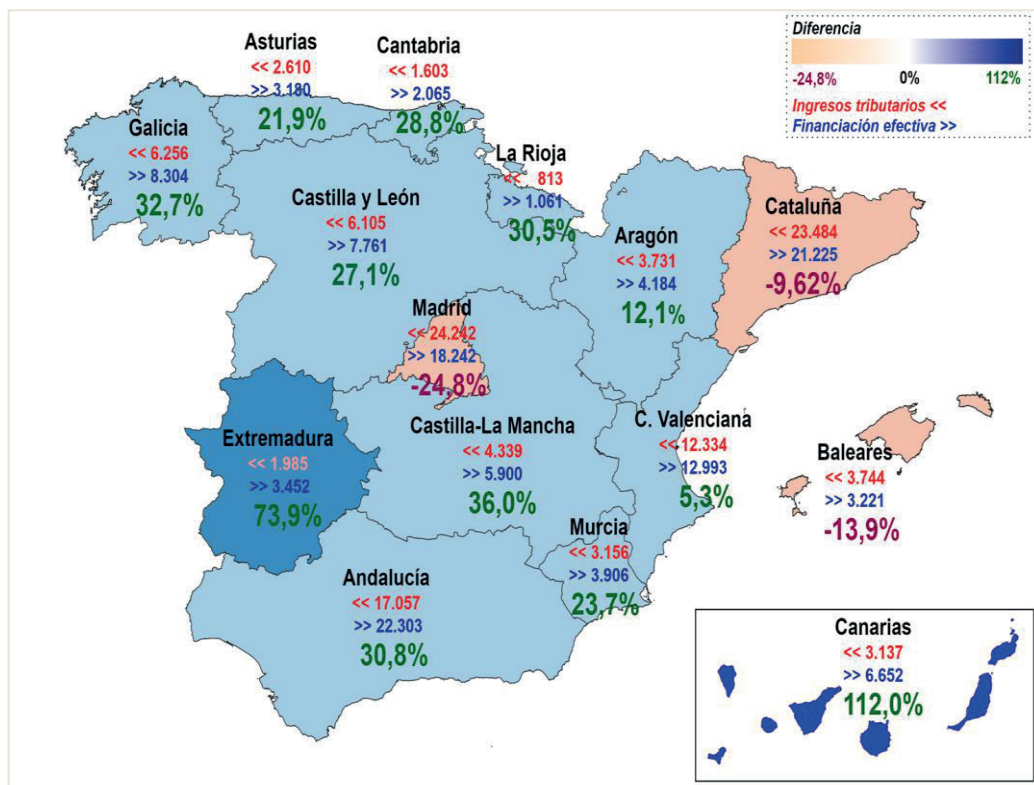 Diferencia
-24,8% 0% 112%
Ingresos tributarios <<
Financiación efectiva >>
Asturias
<< 2.610
>> 3.180
21,9%
Cantabria
<< 1.603
>> 2.065
28,8%
Galicia
<< 6.256
>> 8.304
32,7%
La Rioja
<< 813
>> 1.061
30,5%
Castilla y León
<< 6.105
>> 7.761
27,1%
Aragón
<< 3.731
>> 4.184
12,1%
Cataluña
<< 23.484
>> 21.225
-9,62%
Madrid
<< 24.242
>> 18.242
-24,8%
Extremadura
<< 1.985
>> 3.452
73,9%
Castilla-La Mancha
<< 4.339
>> 5.900
36,0%
C. Valenciana
<< 12.334
>> 12.993
5,3%
Baleares
<< 3.744
>> 3.221
-13,9%
Murcia
<< 3.156
>> 3.906
23,7%
Andalucía
<< 17.057
>> 22.303
30,8%
Canarias
<< 3.137
>> 6.652
112,0%